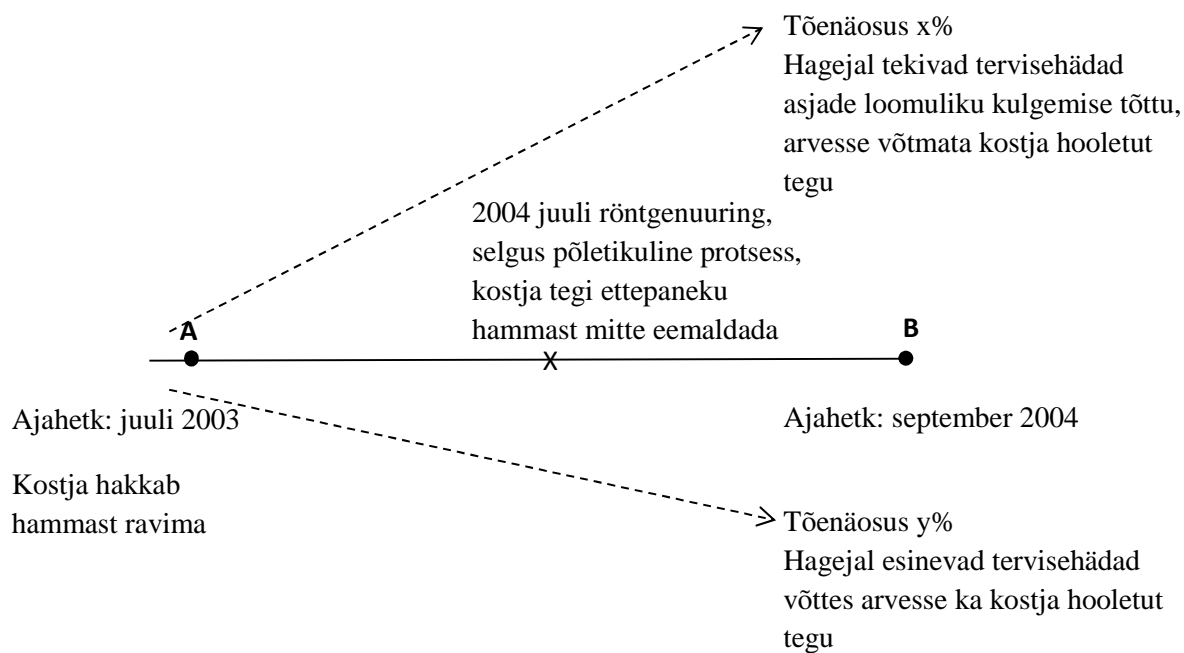 Tõenäosus x%
Hagejal tekivad tervisehädad
asjade loomuliku kulgemise tõttu,
arvesse võtmata kostja hooletut
tegu
2004 juuli röntgenuuring,
selgus põletikuline protsess,
kostja tegi ettepaneku
hammast mitte eemaldada
A
B
X
Ajahetk: juuli 2003
Ajahetk: september 2004
Kostja hakkab
hammast ravima
Tõenäosus y%
Hagejal esinevad tervisehädad
võttes arvesse ka kostja hooletut
tegu